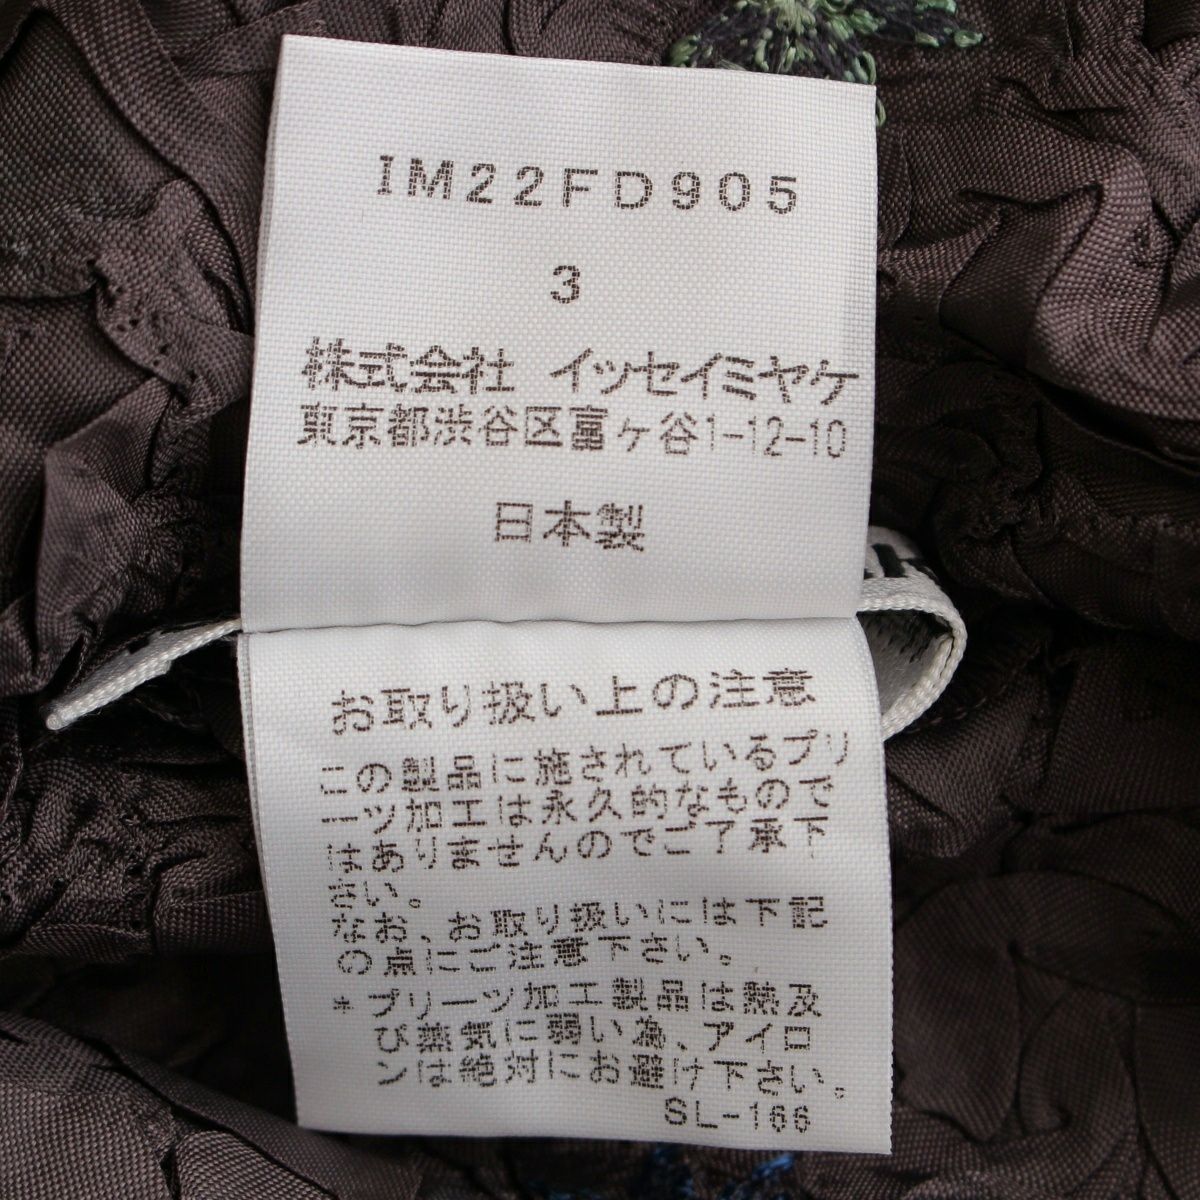 IM22FD905
3
株式会社 イッセイミヤケ
東京都渋谷区富ヶ谷1-12-10
日本製
お取り扱い上の注意
この製品に施されているプリ
ーツ加工は永久的なもので
はありませんのでご了承下
さい。
なお、お取り扱いには下記
の点にご注意下さい。
*プリーツ加工製品は熱及
び蒸気に弱い為、アイロ
ンは絶対にお避け下さい。
SL-166